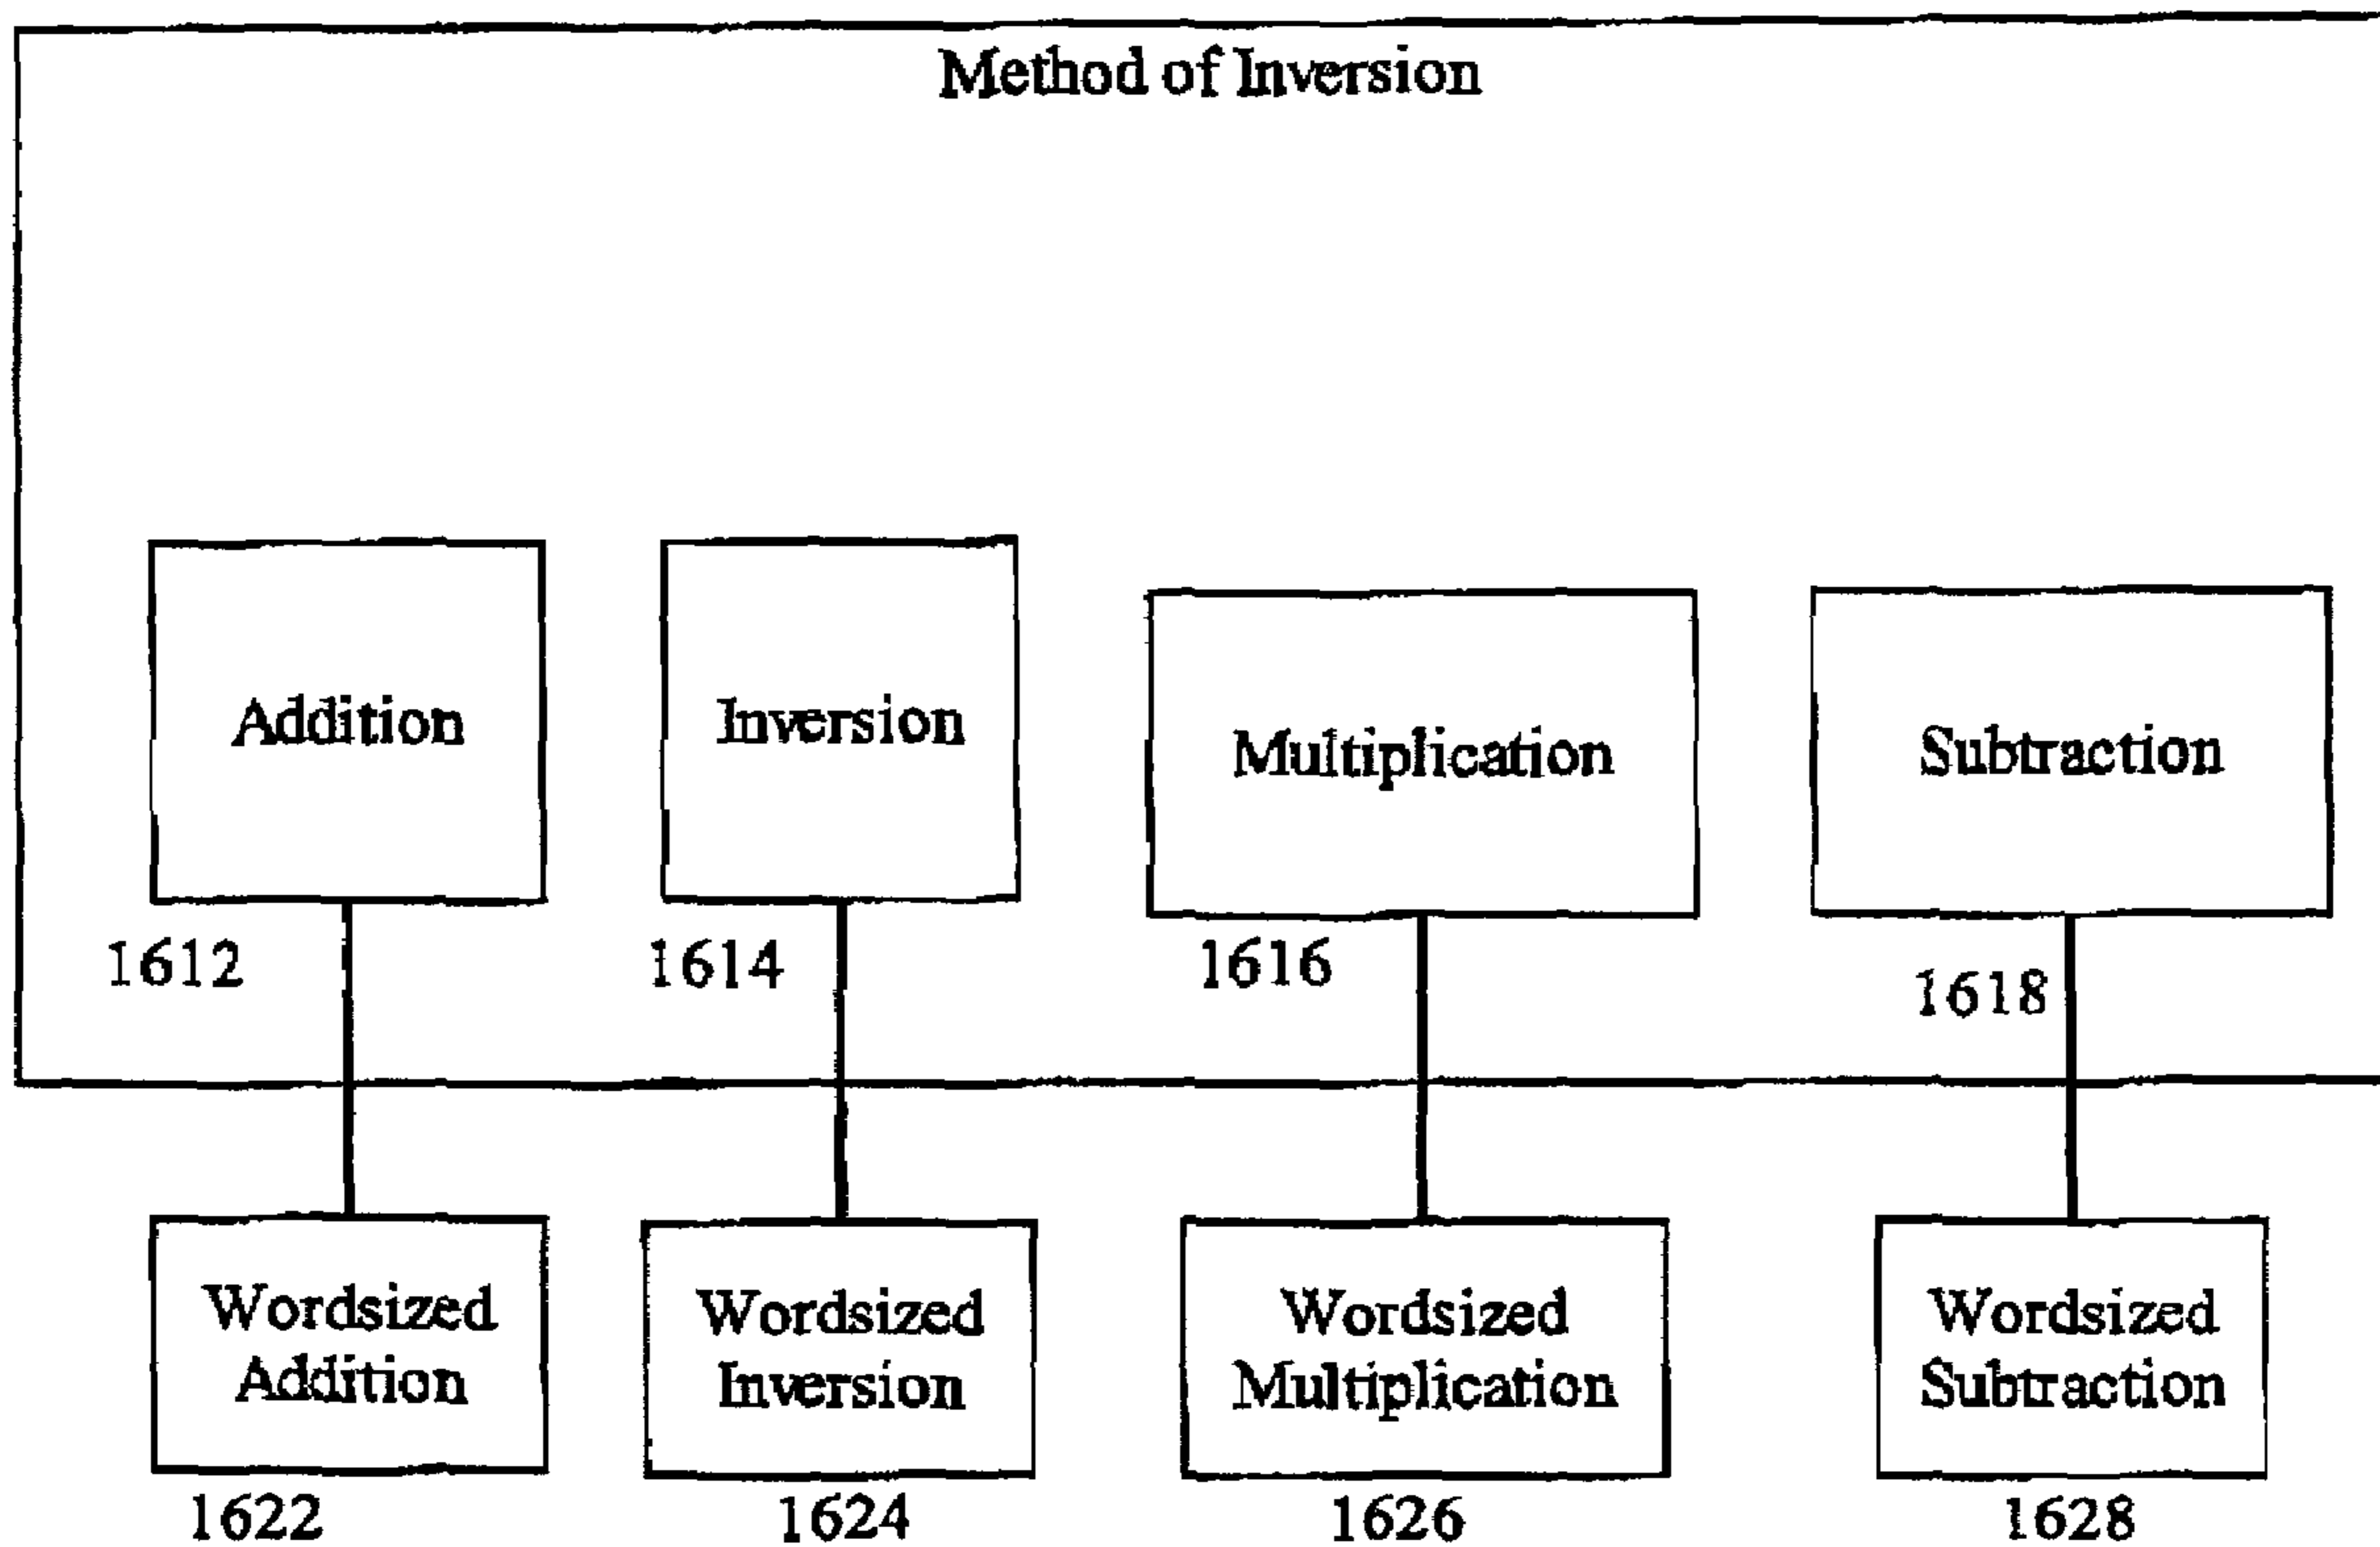 Method of Inversion
Addition
Inversion
Multiplication
Subtraction
1612
1614
1616
1618
Wordsized
Addition
Wordsized
Inversion
Wordsized
Multiplication
Wordsized
Subtraction
1622
1624
1626
1628